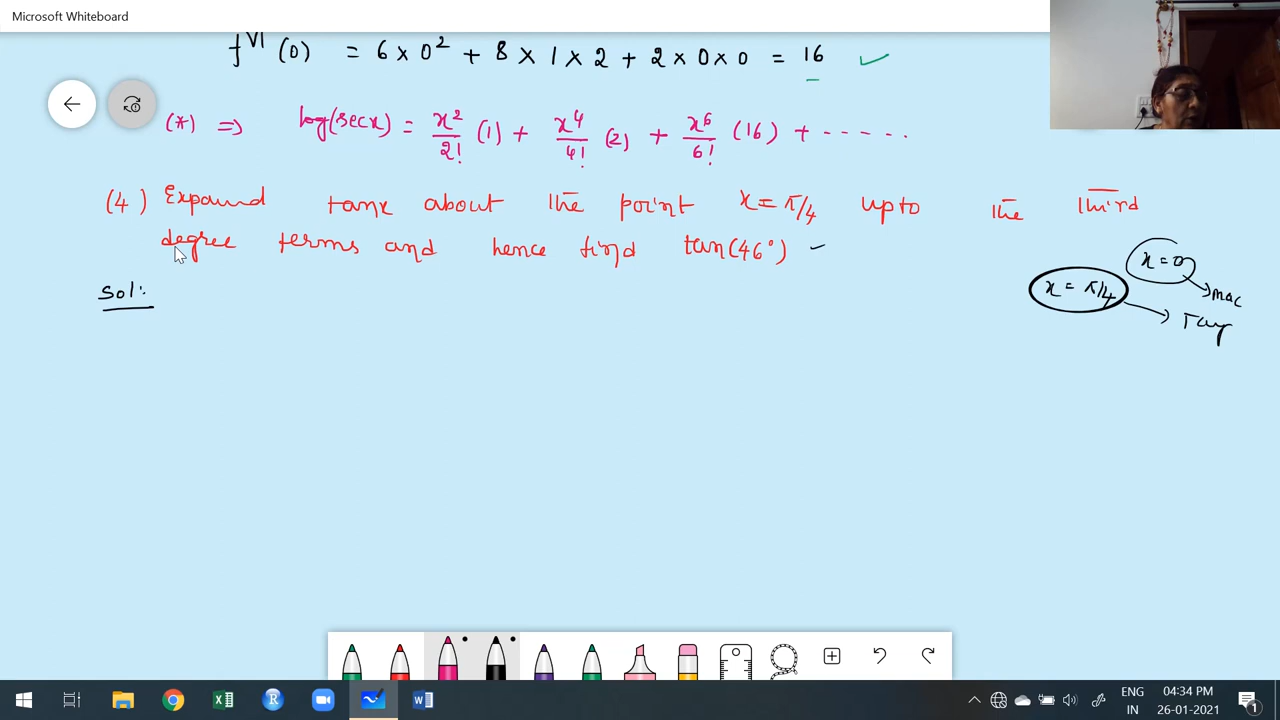 Microsoft Whiteboard
f^VI (0) = 6 × 0² + 8 × 1 × 2 + 2 × 0 × 0 = 16 ✓
(*) ⇒ log(secx) = x²/2! (1) + x⁴/4! (2) + x⁶/6! (16) + - - - - - -
(4) Expand tanx about the point x = π/4 upto the third
degree terms and hence find tan(46°)
x = 0
mac
x = π/4
Tay
Sol:
ENG
IN
04:34 PM
26-01-2021
1